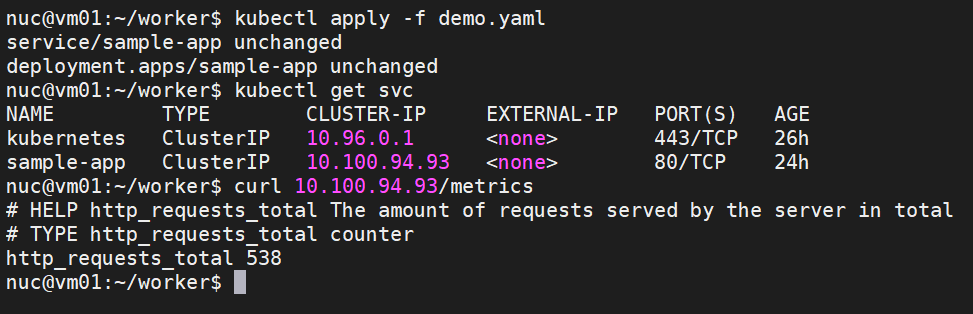 nuc@vm01:~/worker$ kubectl apply -f demo.yaml
service/sample-app unchanged
deployment.apps/sample-app unchanged
nuc@vm01:~/worker$ kubectl get svc
NAME         TYPE        CLUSTER-IP     EXTERNAL-IP   PORT(S)   AGE
kubernetes   ClusterIP   10.96.0.1      <none>        443/TCP   26h
sample-app   ClusterIP   10.100.94.93   <none>        80/TCP    24h
nuc@vm01:~/worker$ curl 10.100.94.93/metrics
# HELP http_requests_total The amount of requests served by the server in total
# TYPE http_requests_total counter
http_requests_total 538
nuc@vm01:~/worker$